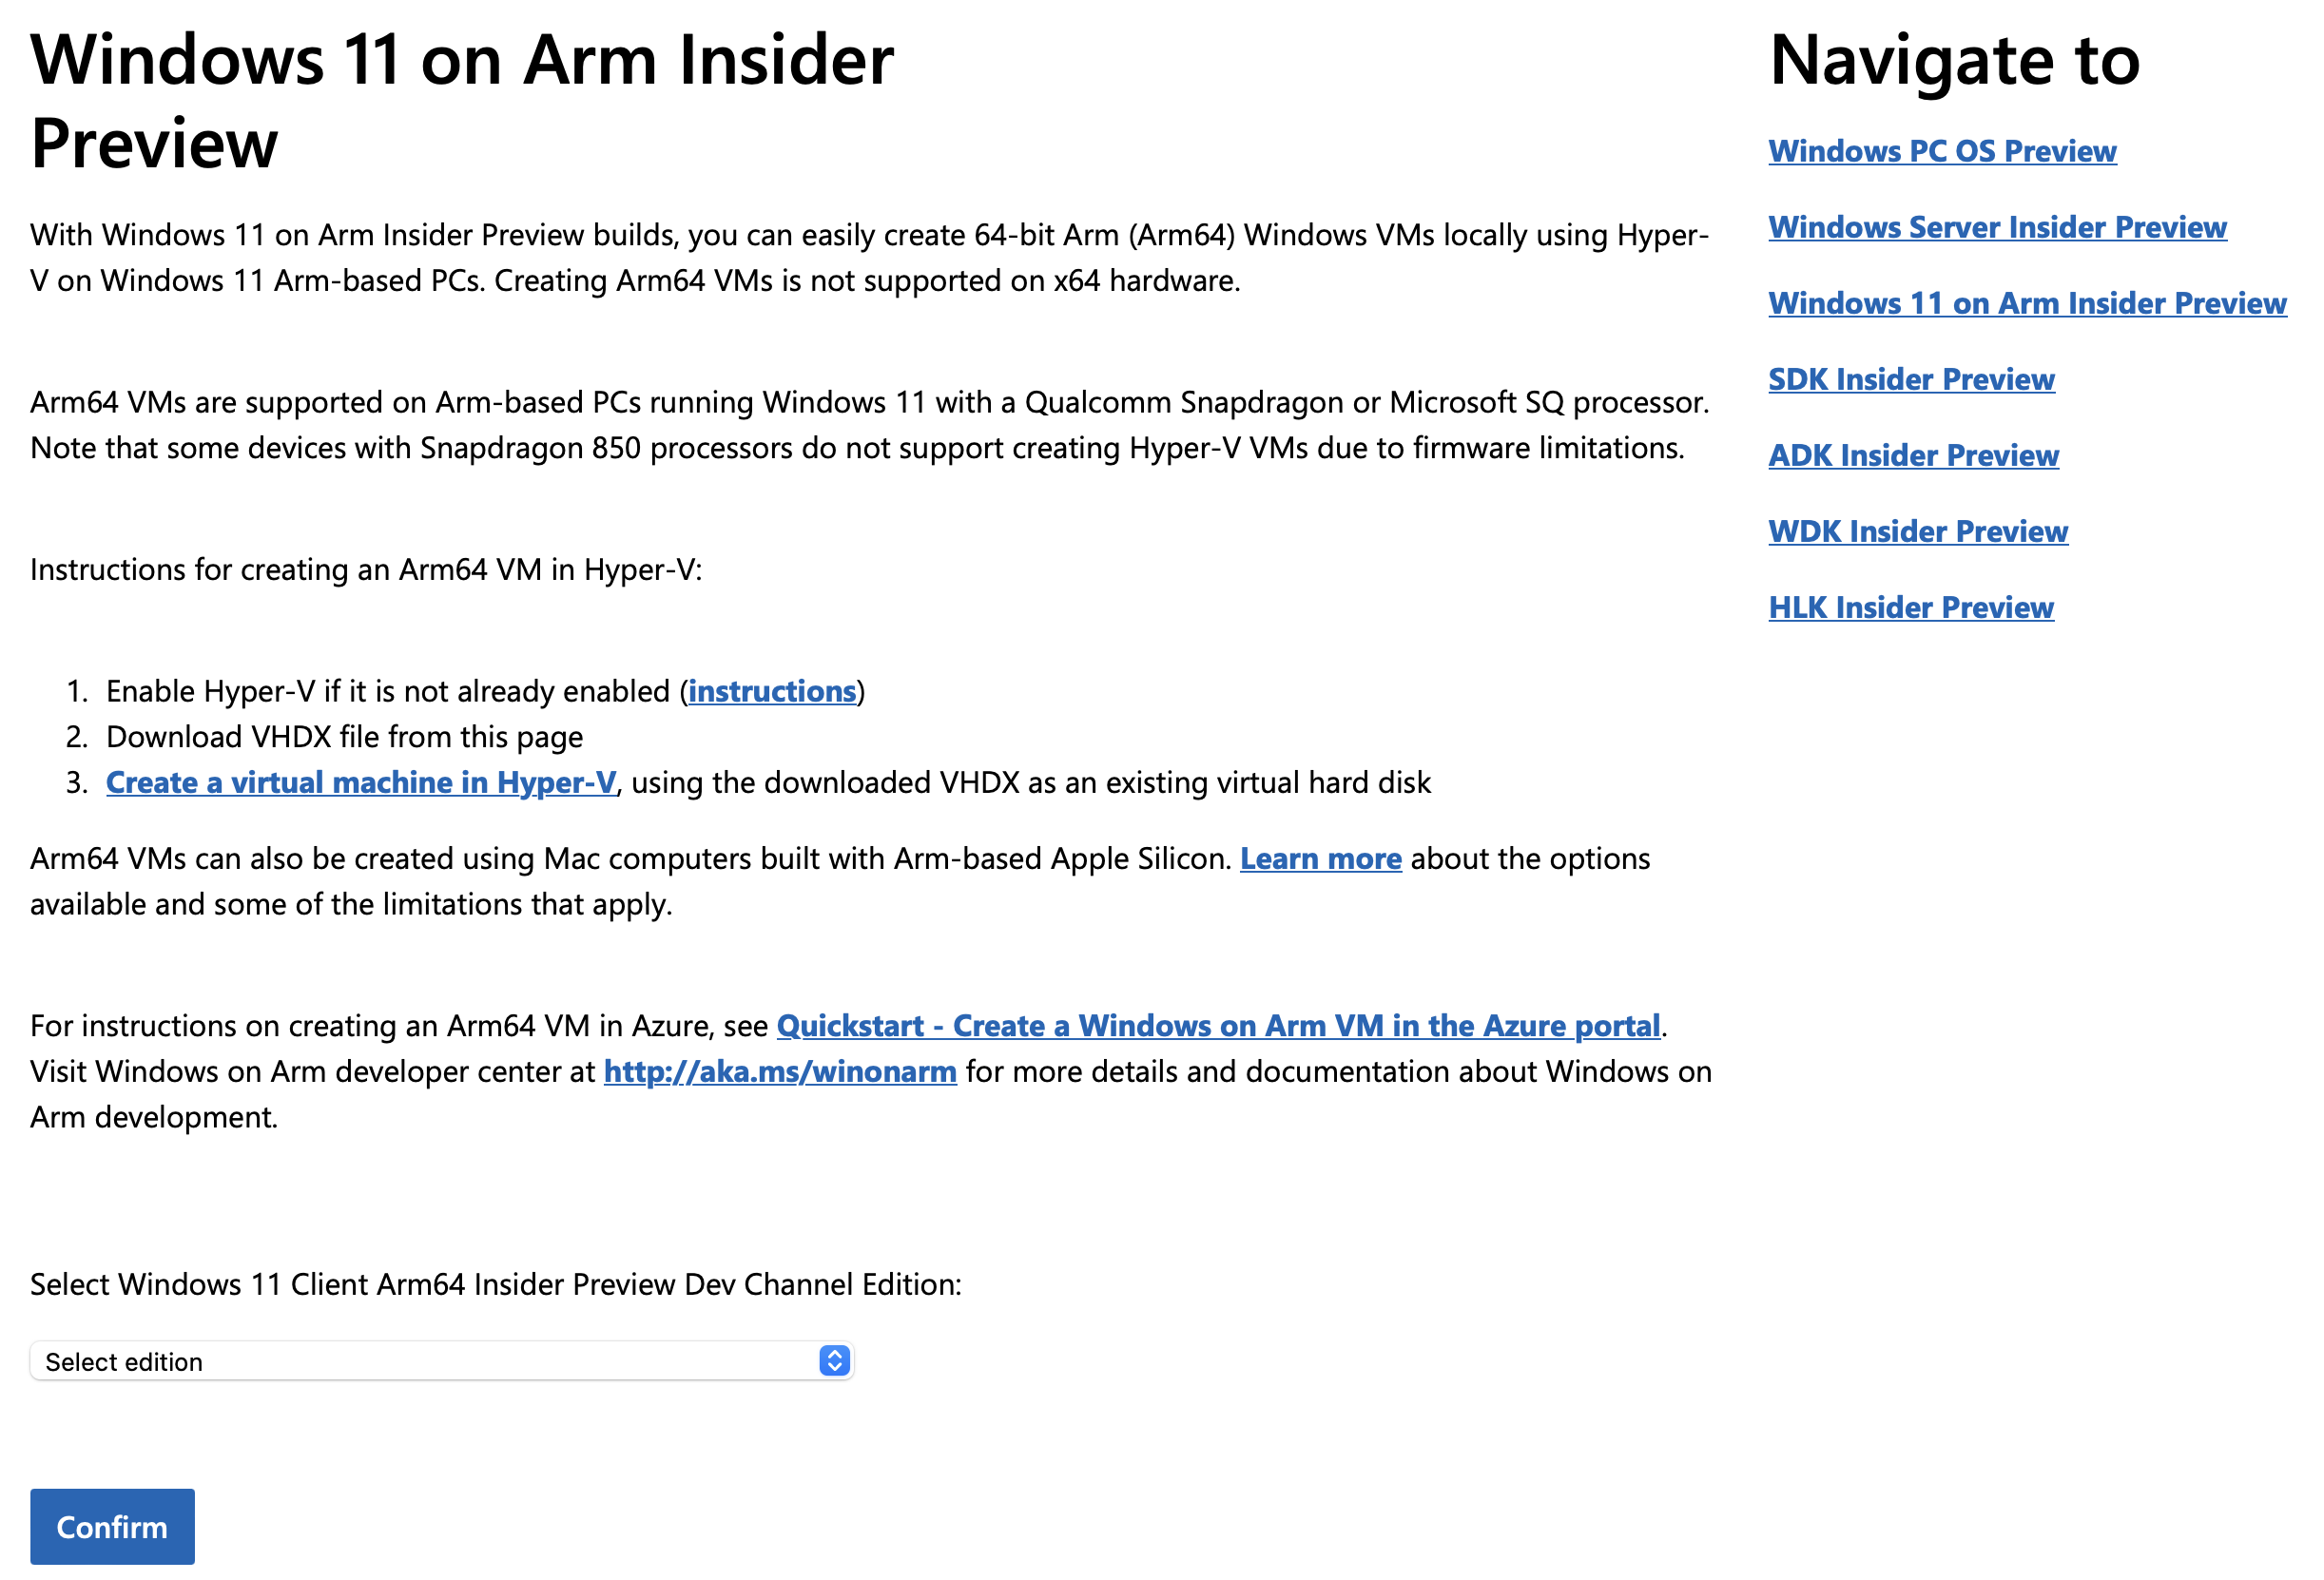 Windows 11 on Arm Insider
Preview
With Windows 11 on Arm Insider Preview builds, you can easily create 64-bit Arm (Arm64) Windows VMs locally using Hyper-
V on Windows 11 Arm-based PCs. Creating Arm64 VMs is not supported on x64 hardware.
Arm64 VMs are supported on Arm-based PCs running Windows 11 with a Qualcomm Snapdragon or Microsoft SQ processor.
Note that some devices with Snapdragon 850 processors do not support creating Hyper-V VMs due to firmware limitations.
Instructions for creating an Arm64 VM in Hyper-V:
1. Enable Hyper-V if it is not already enabled (instructions)
2. Download VHDX file from this page
3. Create a virtual machine in Hyper-V, using the downloaded VHDX as an existing virtual hard disk
Arm64 VMs can also be created using Mac computers built with Arm-based Apple Silicon. Learn more about the options
available and some of the limitations that apply.
For instructions on creating an Arm64 VM in Azure, see Quickstart - Create a Windows on Arm VM in the Azure portal.
Visit Windows on Arm developer center at http://aka.ms/winonarm for more details and documentation about Windows on
Arm development.
Select Windows 11 Client Arm64 Insider Preview Dev Channel Edition:
Select edition
Confirm
Navigate to
Windows PC OS Preview
Windows Server Insider Preview
Windows 11 on Arm Insider Preview
SDK Insider Preview
ADK Insider Preview
WDK Insider Preview
HLK Insider Preview